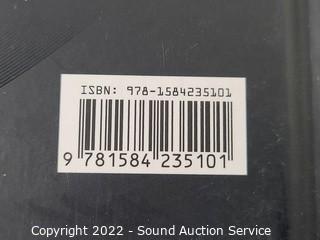 ISBN: 978-1584235101
9 781584 235101
Copyright 2022 - Sound Auction Service